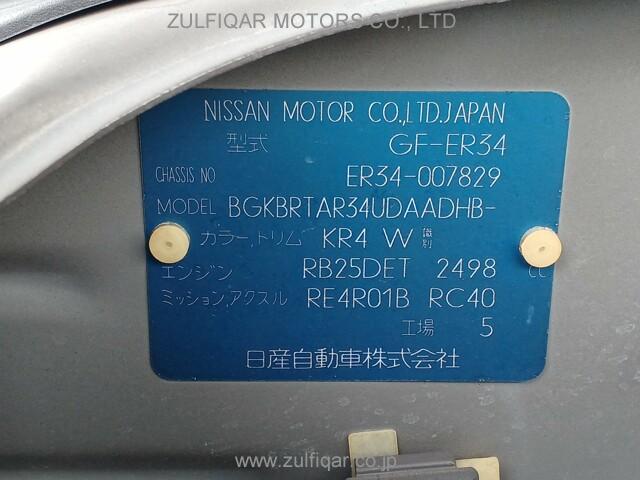 ZULFIQAR MOTORS CO., LTD
NISSAN MOTOR CO.,LTD.JAPAN
型式 GF-ER34
CHASSIS NO ER34-007829
MODEL BGKBRTAR34UDAADHB-
カラー,トリム KR4 W 識別
エンジン RB25DET 2498 CC
ミッション,アクスル RE4R01B RC40
工場 5
日産自動車株式会社
www.zulfiqar.co.jp